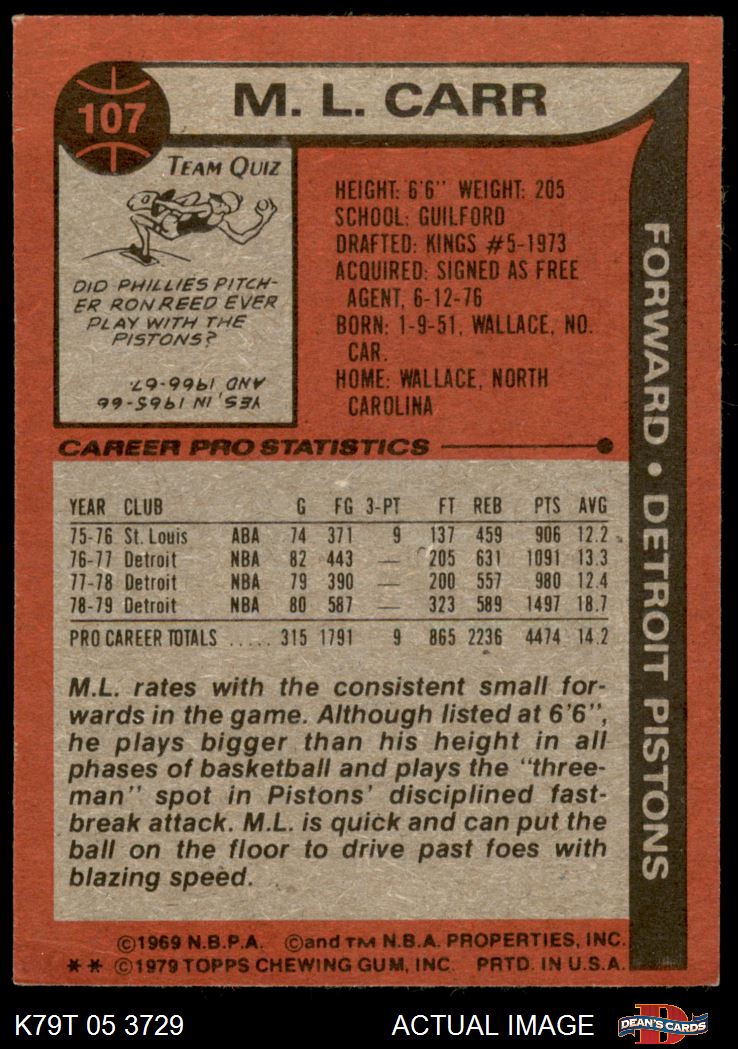 107
M. L. CARR
TEAM QUIZ
DID PHILLIES PITCH-
ER RON REED EVER
PLAY WITH THE
PISTONS?
YES, IN 1965-66
AND 1966-67.
HEIGHT: 6'6" WEIGHT: 205
SCHOOL: GUILFORD
DRAFTED: KINGS #5-1973
ACQUIRED: SIGNED AS FREE
AGENT, 6-12-76
BORN: 1-9-51, WALLACE, NO.
CAR.
HOME: WALLACE, NORTH
CAROLINA
FORWARD • DETROIT PISTONS
CAREER PRO STATISTICS
YEAR CLUB G FG 3-PT FT REB PTS AVG
75-76 St. Louis ABA 74 371 9 137 459 906 12.2
76-77 Detroit NBA 82 443 — 205 631 1091 13.3
77-78 Detroit NBA 79 390 — 200 557 980 12.4
78-79 Detroit NBA 80 587 — 323 589 1497 18.7
PRO CAREER TOTALS ..... 315 1791 9 865 2236 4474 14.2
M.L. rates with the consistent small for-
wards in the game. Although listed at 6'6",
he plays bigger than his height in all
phases of basketball and plays the "three-
man" spot in Pistons' disciplined fast-
break attack. M.L. is quick and can put the
ball on the floor to drive past foes with
blazing speed.
©1969 N.B.P.A. ©and TM N.B.A. PROPERTIES, INC.
** ©1979 TOPPS CHEWING GUM, INC. PRTD. IN U.S.A.
K79T 05 3729 ACTUAL IMAGE
D
DEAN'S CARDS